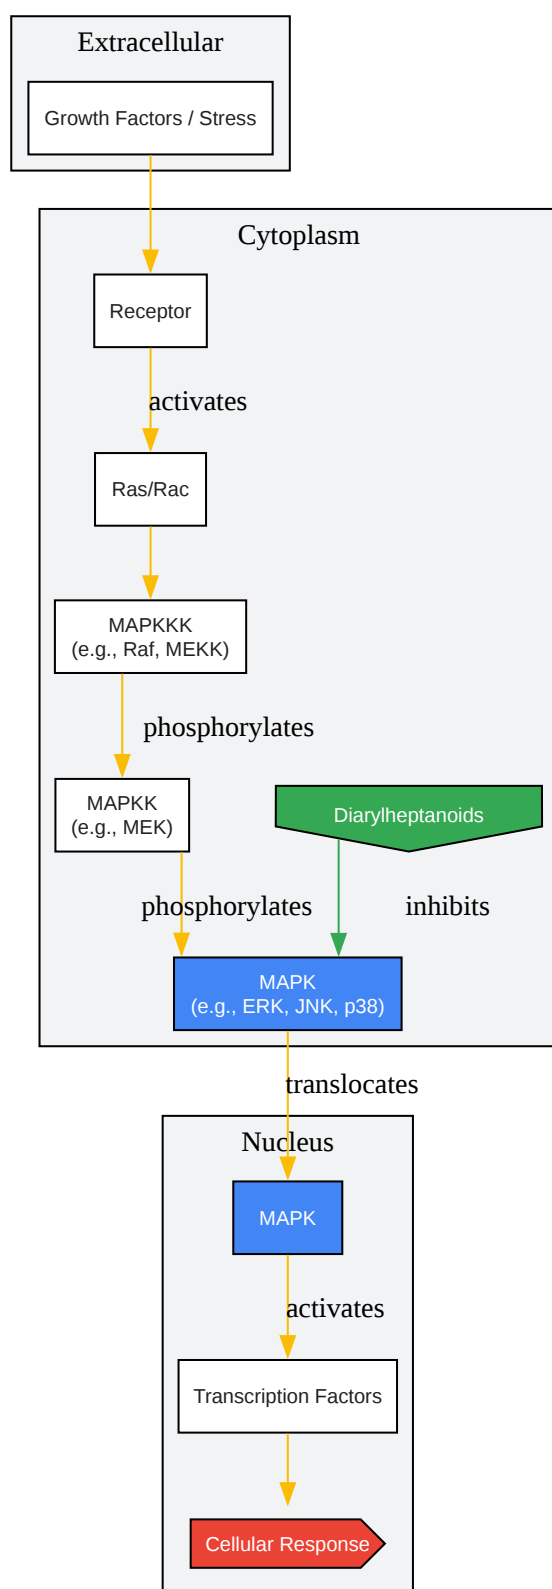 Extracellular
Growth Factors / Stress
Cytoplasm
Receptor
activates
Ras/Rac
MAPKKK
(e.g., Raf, MEKK)
phosphorylates
MAPKK
(e.g., MEK)
Diarylheptanoids
phosphorylates
inhibits
MAPK
(e.g., ERK, JNK, p38)
translocates
Nucleus
MAPK
activates
Transcription Factors
Cellular Response